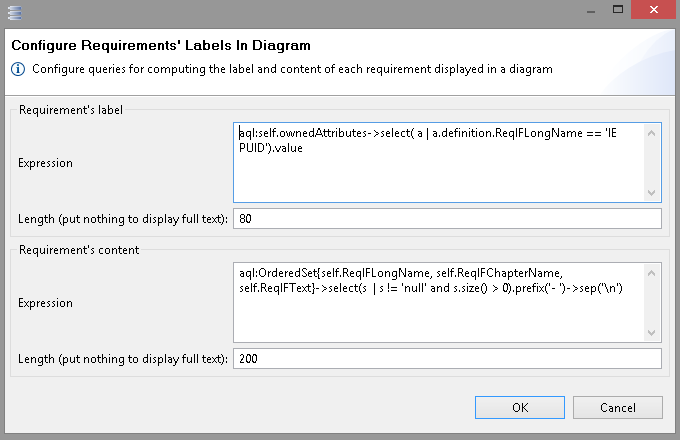 Configure Requirements' Labels In Diagram
Configure queries for computing the label and content of each requirement displayed in a diagram
Requirement's label
Expression
aql:self.ownedAttributes->select( a | a.definition.ReqIFLongName == 'IE
PUID').value
Length (put nothing to display full text): 80
Requirement's content
Expression
aql:OrderedSet{self.ReqIFLongName, self.ReqIFChapterName,
self.ReqIFText}->select(s | s != 'null' and s.size() > 0).prefix('- ')->sep('\n')
Length (put nothing to display full text): 200
OK Cancel